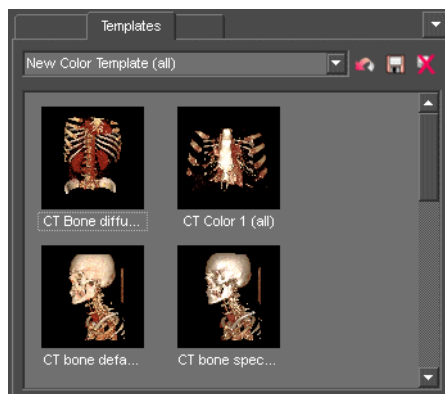 Templates
New Color Template (all)
CT Bone diffu... CT Color 1 (all)
CT bone defa... CT bone spec...